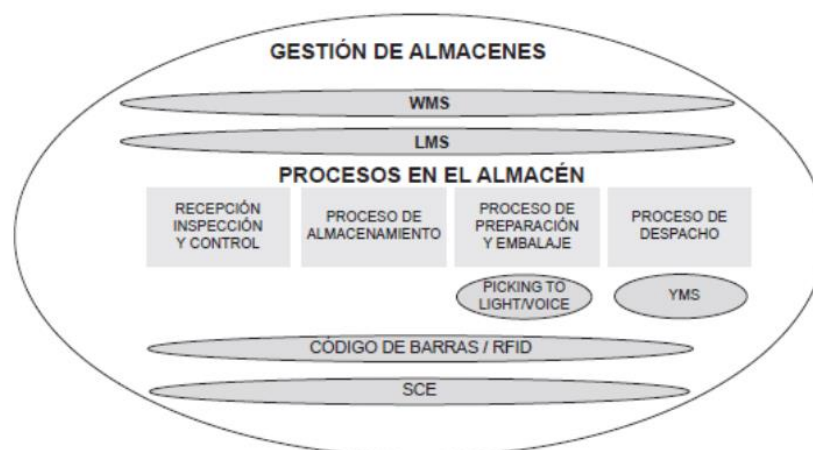 GESTIÓN DE ALMACENES
WMS
LMS
PROCESOS EN EL ALMACÉN
RECEPCIÓN
INSPECCIÓN
Y CONTROL
PROCESO DE
ALMACENAMIENTO
PROCESO DE
PREPARACIÓN
Y EMBALAJE
PROCESO DE
DESPACHO
PICKING TO
LIGHT/VOICE
YMS
CÓDIGO DE BARRAS / RFID
SCE